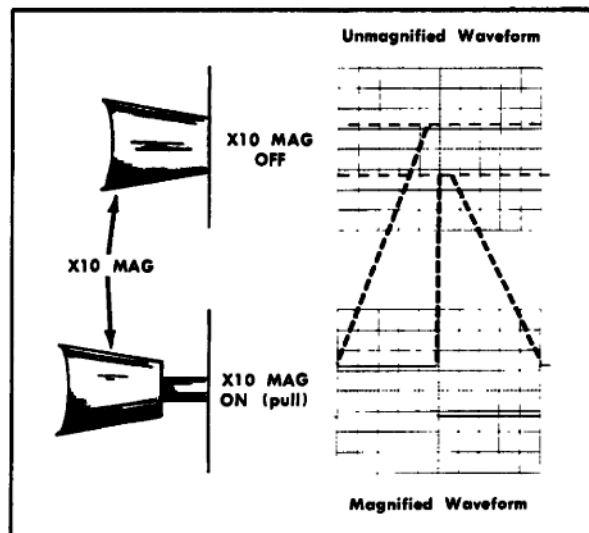 Unmagnified Waveform
X10 MAG
OFF
X10 MAG
X10 MAG
ON (pull)
Magnified Waveform